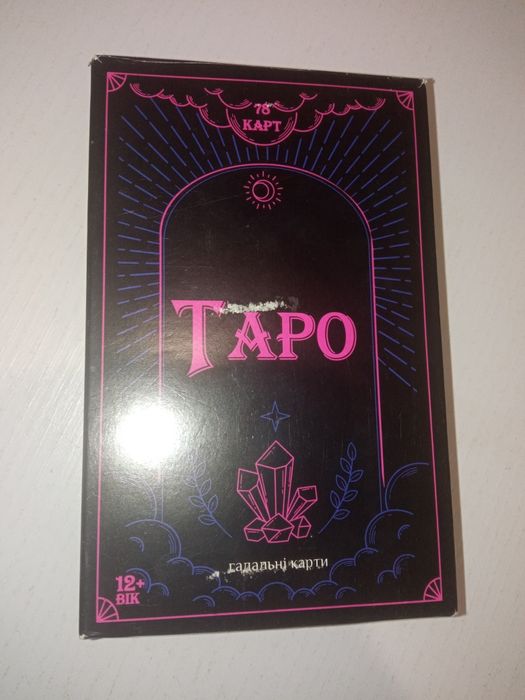 78
КАРТ
ТАРО
гадальні карти
12+
ВІК